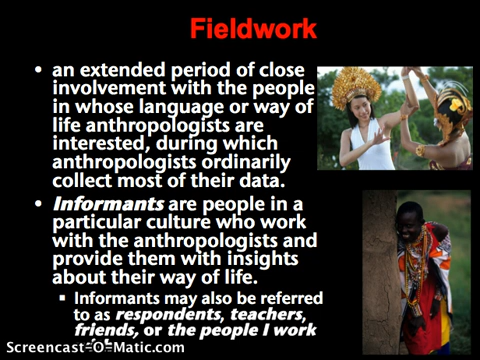 Fieldwork
• an extended period of close
involvement with the people
in whose language or way of
life anthropologists are
interested, during which
anthropologists ordinarily
collect most of their data.
• Informants are people in a
particular culture who work
with the anthropologists and
provide them with insights
about their way of life.
▪ Informants may also be referred
to as respondents, teachers,
friends, or the people I work
Screencast-O-Matic.com